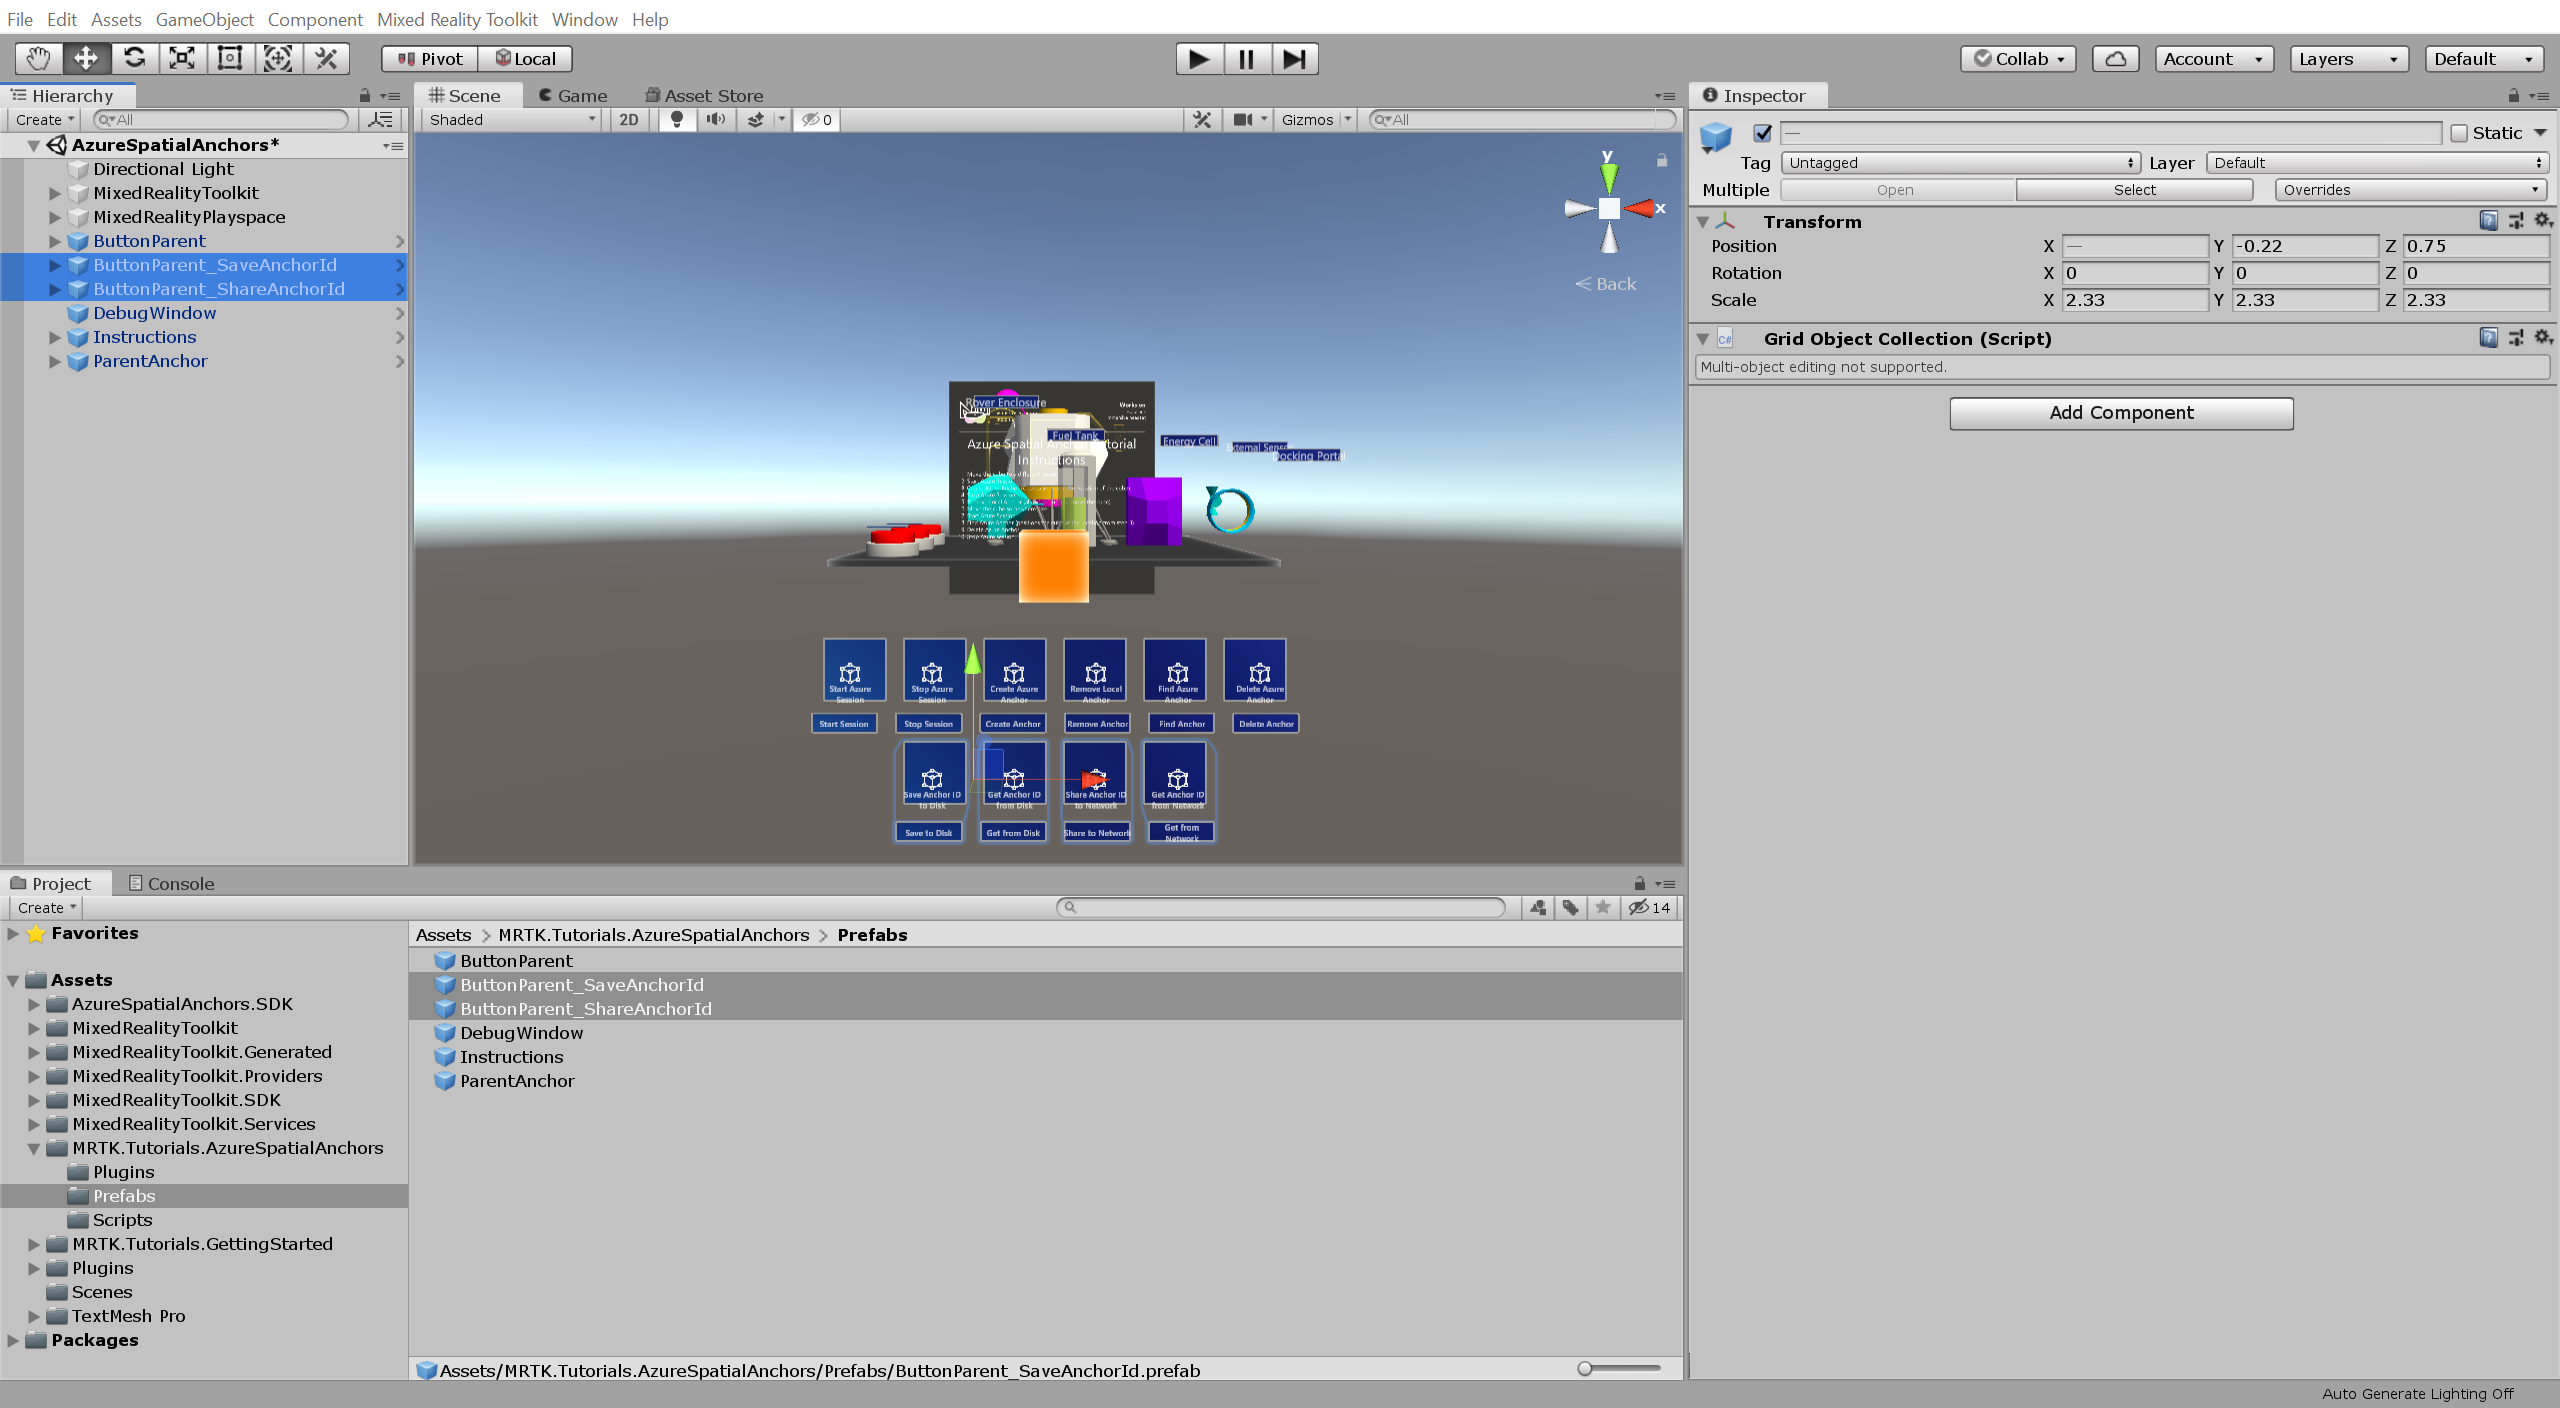 File Edit Assets GameObject Component Mixed Reality Toolkit Window Help
Pivot Local Collab Account Layers Default
Hierarchy
Create All
AzureSpatialAnchors*
Directional Light
MixedRealityToolkit
MixedRealityPlayspace
ButtonParent
ButtonParent_SaveAnchorId
ButtonParent_ShareAnchorId
DebugWindow
Instructions
ParentAnchor
Scene Game Asset Store
Shaded 2D 0 Gizmos All
y
x
Back
Rover Enclosure
Works on
Fuel Tank
Energy Cell
Docking Portal
Azure Spatial
Instructions
Start Azure Session
Stop Azure Session
Create Azure Anchor
Remove Local Anchor
Find Azure Anchor
Delete Azure Anchor
Start Session Stop Session Create Anchor Remove Anchor Find Anchor Delete Anchor
Save Anchor ID to Disk
Get Anchor ID from Disk
Share Anchor ID to Network
Get Anchor ID from Network
Save to Disk Get from Disk Share to Network Get from Network
Inspector
—
Static
Tag Untagged Layer Default
Multiple Open Select Overrides
Transform
Position X — Y -0.22 Z 0.75
Rotation X 0 Y 0 Z 0
Scale X 2.33 Y 2.33 Z 2.33
C# Grid Object Collection (Script)
Multi-object editing not supported.
Add Component
Project Console
Create 14
Favorites
Assets
AzureSpatialAnchors.SDK
MixedRealityToolkit
MixedRealityToolkit.Generated
MixedRealityToolkit.Providers
MixedRealityToolkit.SDK
MixedRealityToolkit.Services
MRTK.Tutorials.AzureSpatialAnchors
Plugins
Prefabs
Scripts
MRTK.Tutorials.GettingStarted
Plugins
Scenes
TextMesh Pro
Packages
Assets > MRTK.Tutorials.AzureSpatialAnchors > Prefabs
ButtonParent
ButtonParent_SaveAnchorId
ButtonParent_ShareAnchorId
DebugWindow
Instructions
ParentAnchor
Assets/MRTK.Tutorials.AzureSpatialAnchors/Prefabs/ButtonParent_SaveAnchorId.prefab
Auto Generate Lighting Off